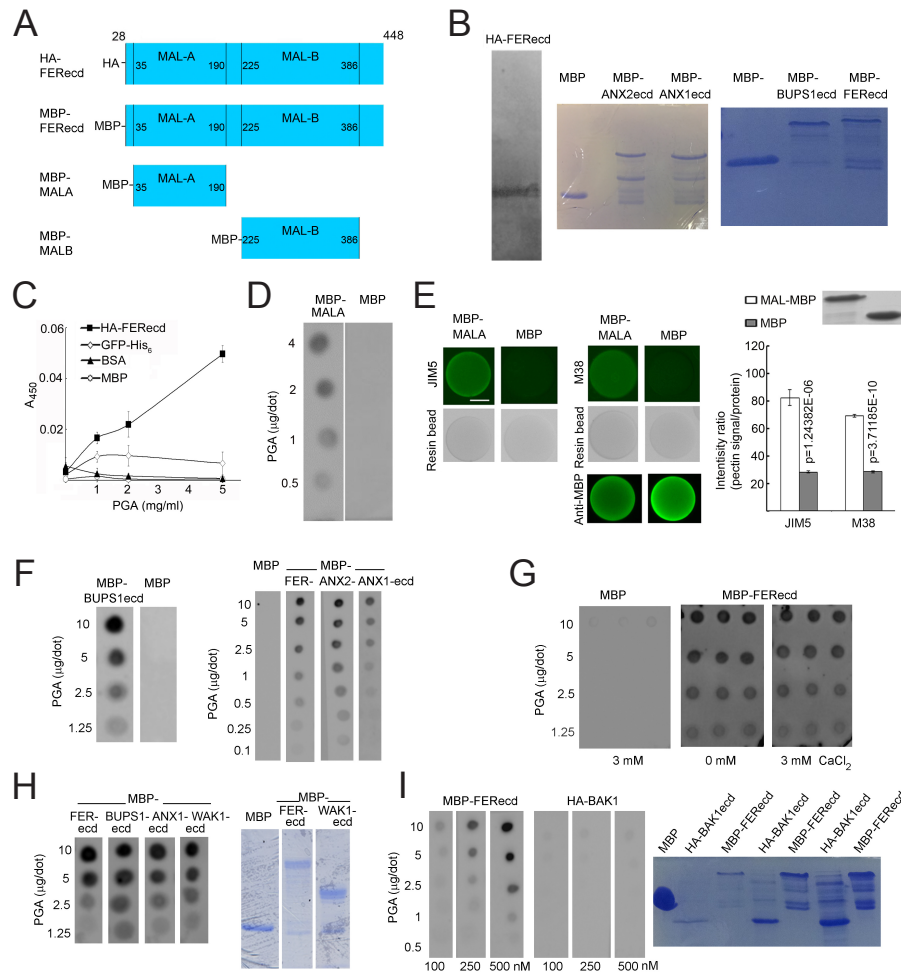 A
28 448
HA-
FERecd
HA
35 MAL-A 190 225 MAL-B 386
MBP-
FERecd
MBP-
35 MAL-A 190 225 MAL-B 386
MBP-
MALA
MBP-
35 MAL-A 190
MBP-
MALB
MBP-
225 MAL-B 386
B
HA-FERecd
MBP
MBP-
ANX2ecd
MBP-
ANX1ecd
MBP-
MBP-
BUPS1ecd
MBP-
FERecd
C
0.06
0.04
0.02
A450
HA-FERecd
GFP-His6
BSA
MBP
0 1 2 5
PGA (mg/ml)
D
MBP-
MALA
MBP
PGA (μg/dot)
4
2
1
0.5
E
MBP-
MALA
MBP
JIM5
Resin bead
MBP-
MALA
MBP
M38
Resin bead
Anti-MBP
MAL-MBP
MBP
Intentisity ratio
(pectin signal/protein)
120
100
80
60
40
20
0
p=1.24382E-06
p=3.71185E-10
JIM5 M38
F
MBP-
BUPS1ecd
MBP
PGA (μg/dot)
10
5
2.5
1.25
MBP
MBP-
FER- ANX2- ANX1-ecd
PGA (μg/dot)
10
5
2.5
1
0.5
0.25
0.1
G
MBP MBP-FERecd
PGA (μg/dot)
10
5
2.5
1.25
3 mM 0 mM 3 mM CaCl2
H
MBP-
FER-
ecd
BUPS1-
ecd
ANX1-
ecd
WAK1-
ecd
PGA (μg/dot)
10
5
2.5
1.25
MBP
MBP-
FER-
ecd
WAK1-
ecd
I
MBP-FERecd HA-BAK1
PGA (μg/dot)
10
5
2.5
1
0.5
100 250 500 nM 100 250 500 nM
MBP
HA-BAK1ecd
MBP-FERecd
HA-BAK1ecd
MBP-FERecd
HA-BAK1ecd
MBP-FERecd